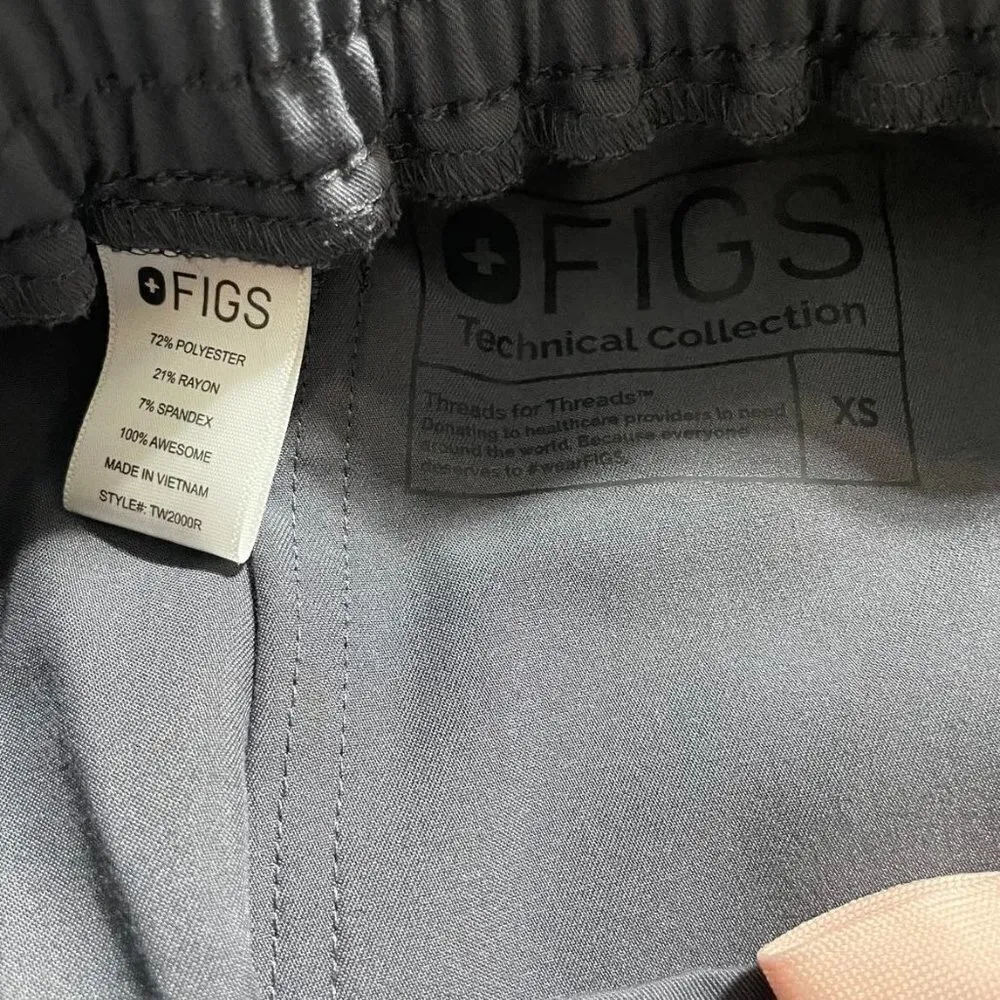 FIGS
72% POLYESTER
21% RAYON
7% SPANDEX
100% AWESOME
MADE IN VIETNAM
STYLE#: TW2000R
FIGS
Technical Collection
Threads for Threads™
Donating to healthcare providers in need
around the world. Because everyone
deserves to #wearFIGS.
XS